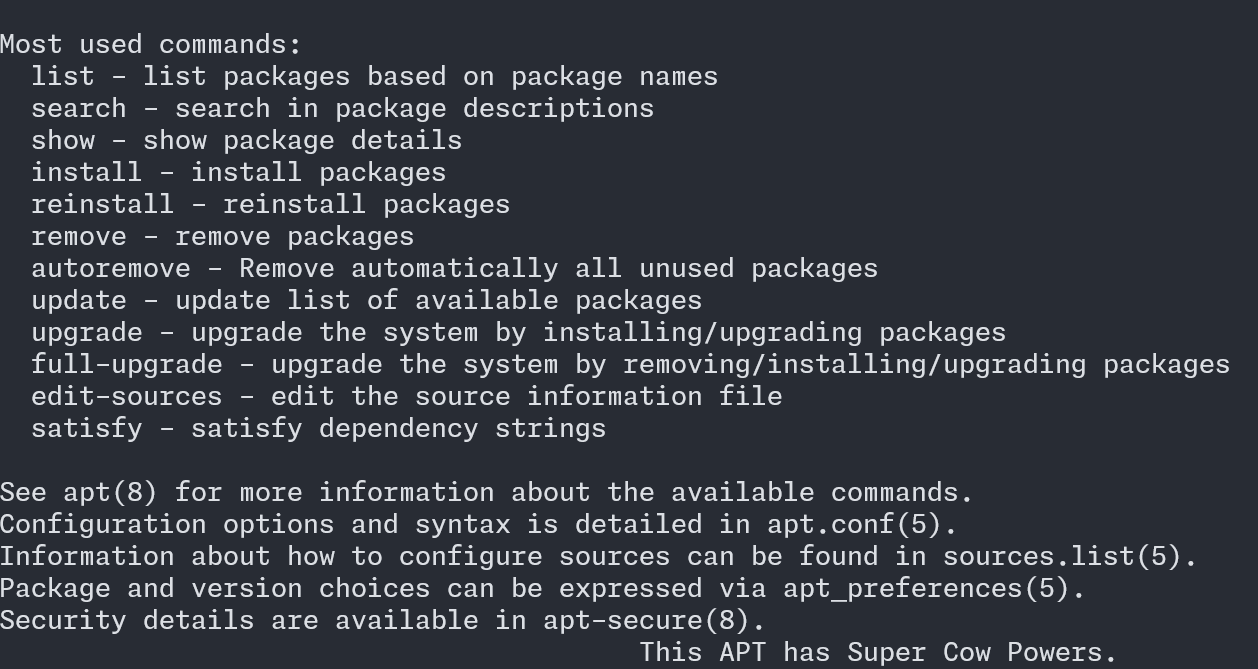 Most used commands:
  list - list packages based on package names
  search - search in package descriptions
  show - show package details
  install - install packages
  reinstall - reinstall packages
  remove - remove packages
  autoremove - Remove automatically all unused packages
  update - update list of available packages
  upgrade - upgrade the system by installing/upgrading packages
  full-upgrade - upgrade the system by removing/installing/upgrading packages
  edit-sources - edit the source information file
  satisfy - satisfy dependency strings

See apt(8) for more information about the available commands.
Configuration options and syntax is detailed in apt.conf(5).
Information about how to configure sources can be found in sources.list(5).
Package and version choices can be expressed via apt_preferences(5).
Security details are available in apt-secure(8).
                                        This APT has Super Cow Powers.